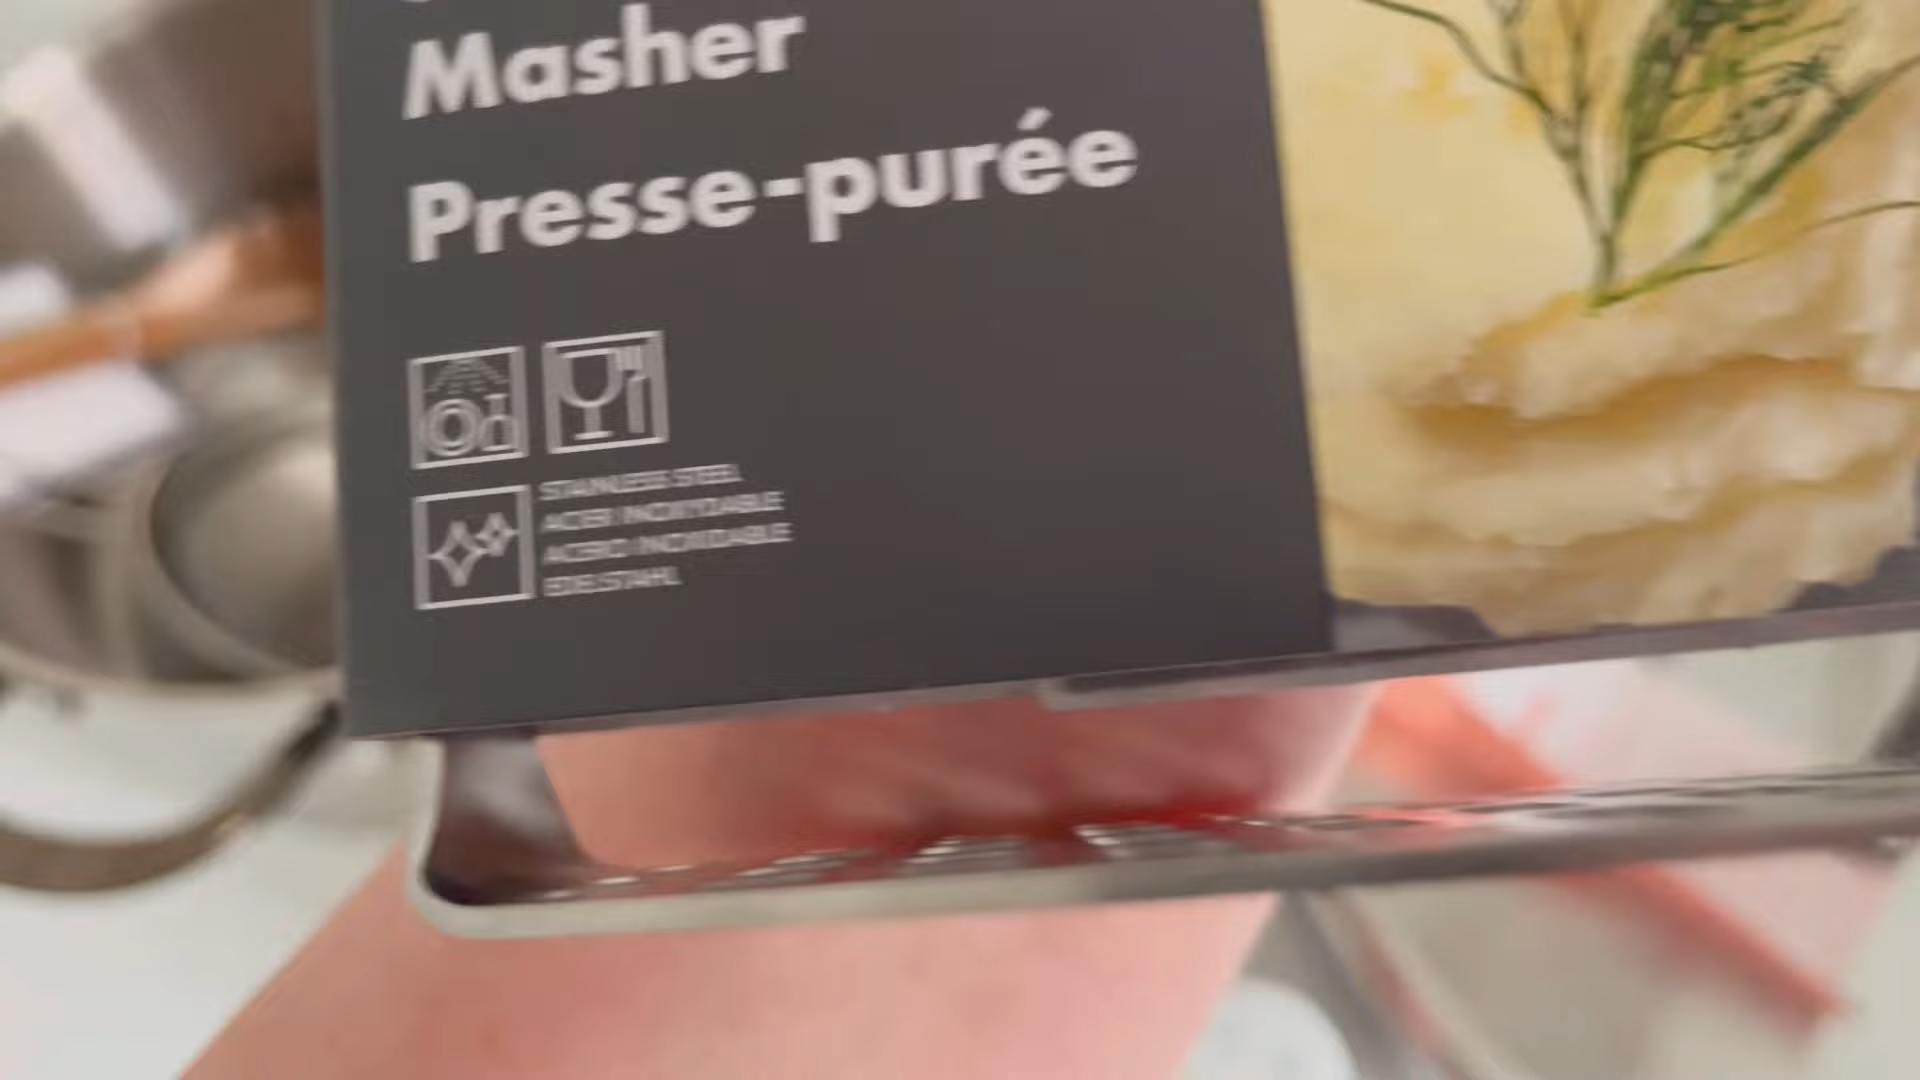 Masher
Presse-purée
STAINLESS STEEL
ACIER INOXYDABLE
ACERO INOXIDABLE
EDELSTAHL